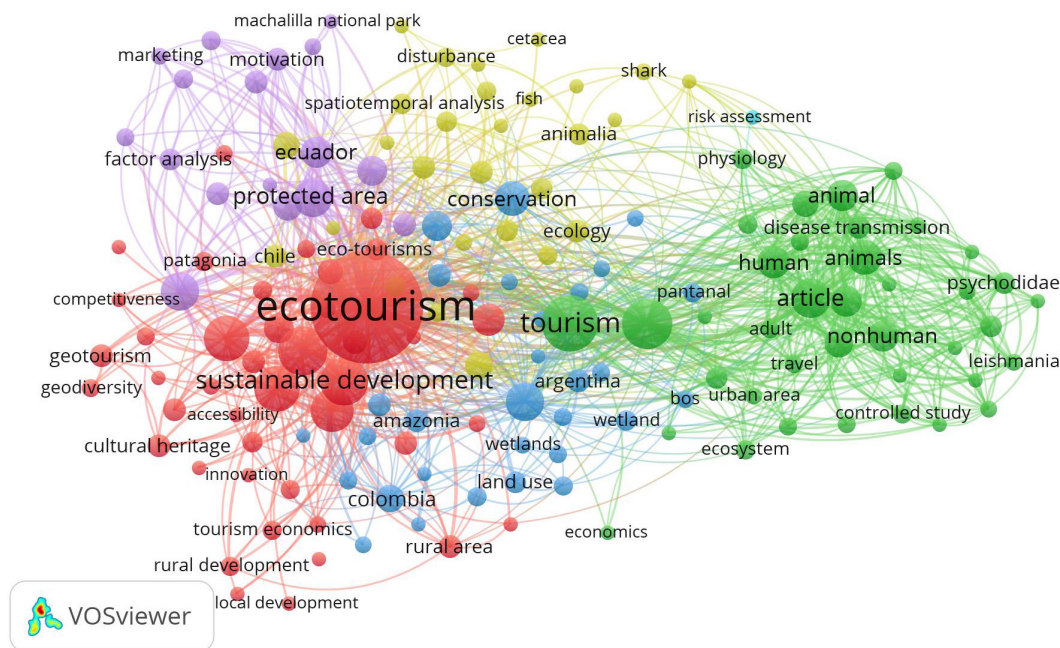 machalilla national park
cetacea
marketing
motivation
disturbance
shark
spatiotemporal analysis
fish
risk assessment
animalia
factor analysis
ecuador
physiology
protected area
conservation
animal
eco-tourisms
ecology
disease transmission
patagonia
chile
human
animals
competitiveness
pantanal
psychodidae
ecotourism
article
tourism
adult
nonhuman
geotourism
travel
leishmania
geodiversity
sustainable development
argentina
urban area
bos
accessibility
amazonia
wetland
controlled study
cultural heritage
wetlands
ecosystem
innovation
land use
colombia
tourism economics
economics
rural area
rural development
local development
VOSviewer